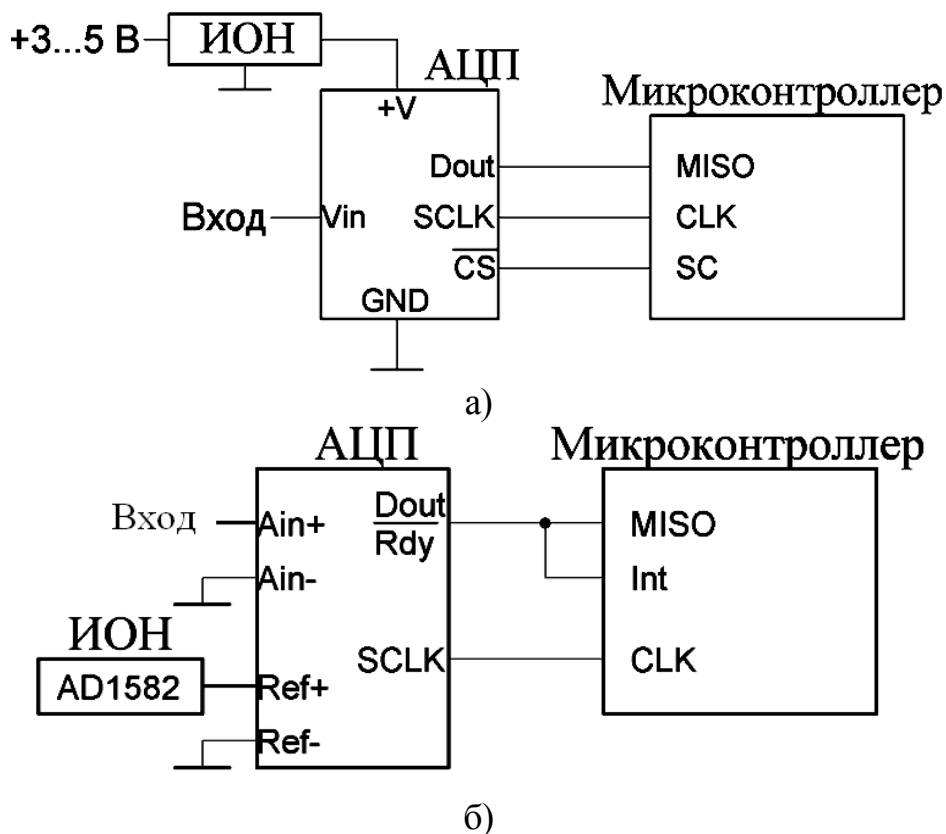 +3...5 В
ИОН
АЦП
+V
Микроконтроллер
Dout
MISO
Вход
Vin
SCLK
CLK
CS
SC
GND
а)
АЦП
Микроконтроллер
Вход
Ain+
Dout
MISO
Rdy
Ain-
Int
ИОН
SCLK
CLK
AD1582
Ref+
Ref-
б)